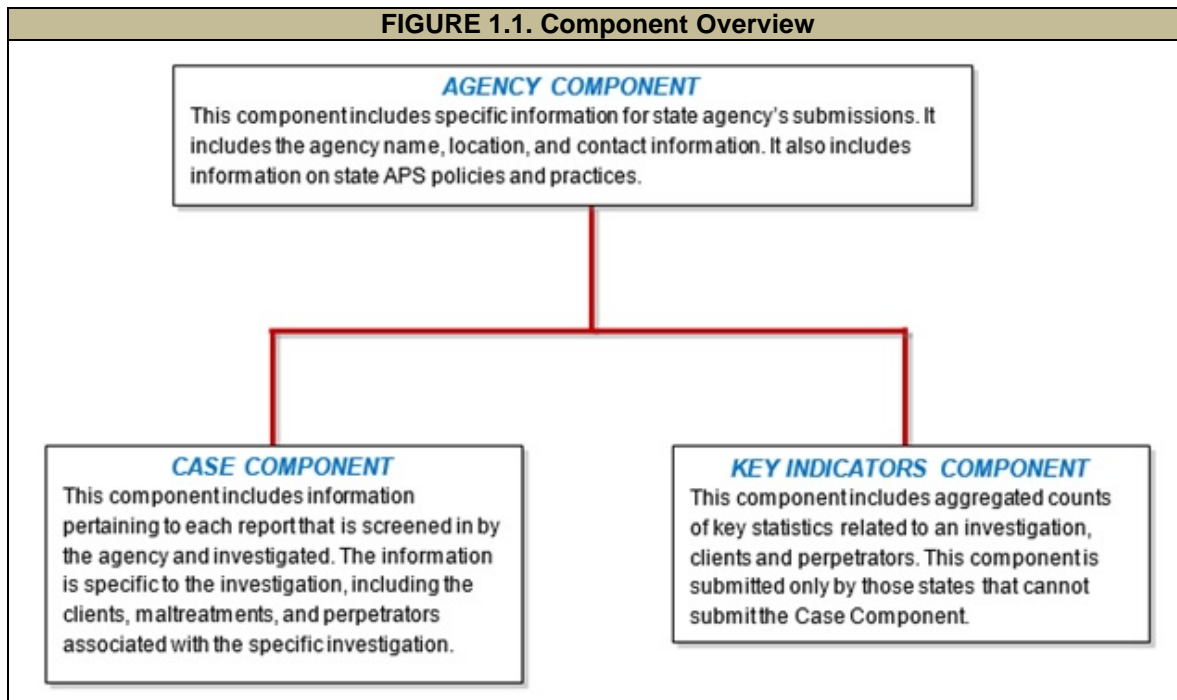 FIGURE 1.1. Component Overview
AGENCY COMPONENT
This component includes specific information for state agency's submissions. It
includes the agency name, location, and contact information. It also includes
information on state APS policies and practices.
CASE COMPONENT
This component includes information
pertaining to each report that is screened in by
the agency and investigated. The information
is specific to the investigation, including the
clients, maltreatments, and perpetrators
associated with the specific investigation.
KEY INDICATORS COMPONENT
This component includes aggregated counts
of key statistics related to an investigation,
clients and perpetrators. This component is
submitted only by those states that cannot
submit the Case Component.